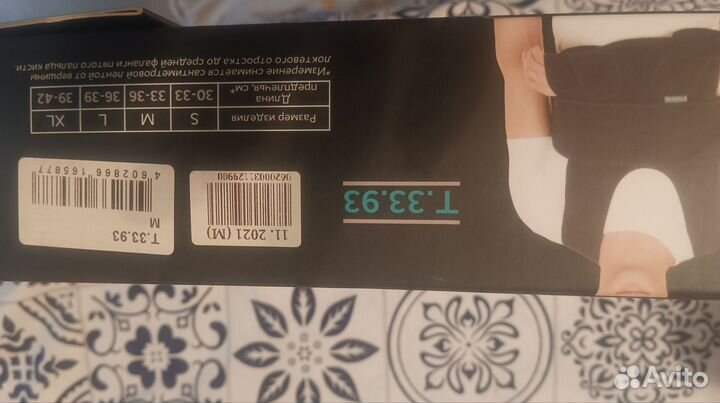 Т.33.93
11. 2021 (M)
Т.33.93
M
4 602866 165877
Размер изделия S M L XL
Длина предплечья, см* 30-33 33-36 36-39 39-42
*Измерение снимается сантиметровой лентой от вершины
локтевого отростка до средней фаланги пятого пальца кисти.
Avito